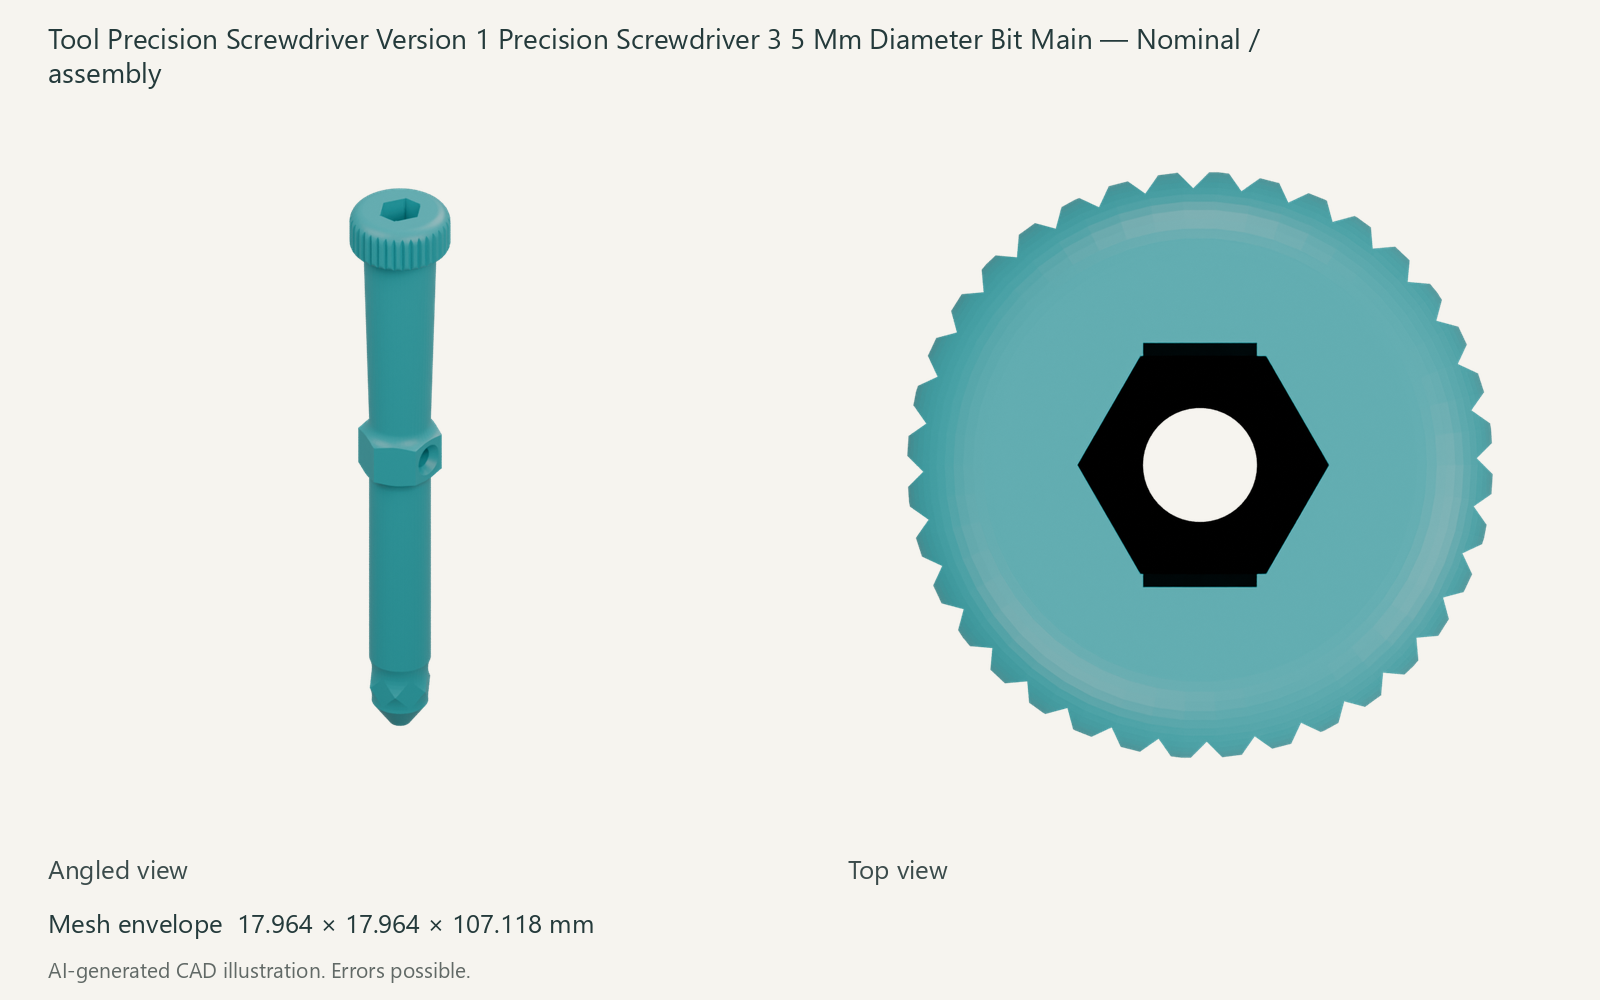 Tool Precision Screwdriver Version 1 Precision Screwdriver 3 5 Mm Diameter Bit Main — Nominal /
assembly
Angled view
Top view
Mesh envelope  17.964 × 17.964 × 107.118 mm
AI-generated CAD illustration. Errors possible.